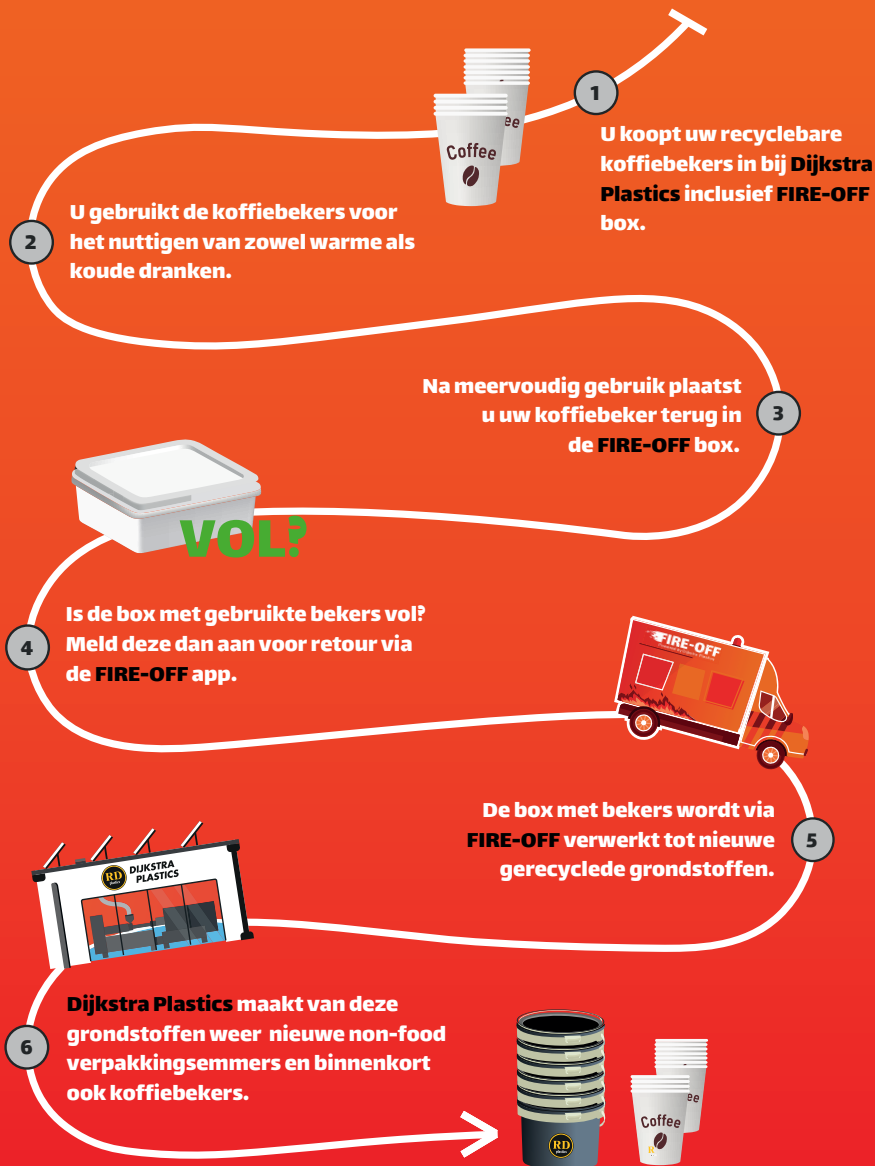 1
U koopt uw recyclebare
koffiebekers in bij Dijkstra
Plastics inclusief FIRE-OFF
box.
Coffee
ee
2
U gebruikt de koffiebekers voor
het nuttigen van zowel warme als
koude dranken.
Na meervoudig gebruik plaatst
u uw koffiebeker terug in
de FIRE-OFF box.
3
VOL?
4
Is de box met gebruikte bekers vol?
Meld deze dan aan voor retour via
de FIRE-OFF app.
FIRE-OFF
De box met bekers wordt via
FIRE-OFF verwerkt tot nieuwe
gerecyclede grondstoffen.
5
RD
plastics
DIJKSTRA
PLASTICS
6
Dijkstra Plastics maakt van deze
grondstoffen weer nieuwe non-food
verpakkingsemmers en binnenkort
ook koffiebekers.
RD
plastics
Coffee
ee
R